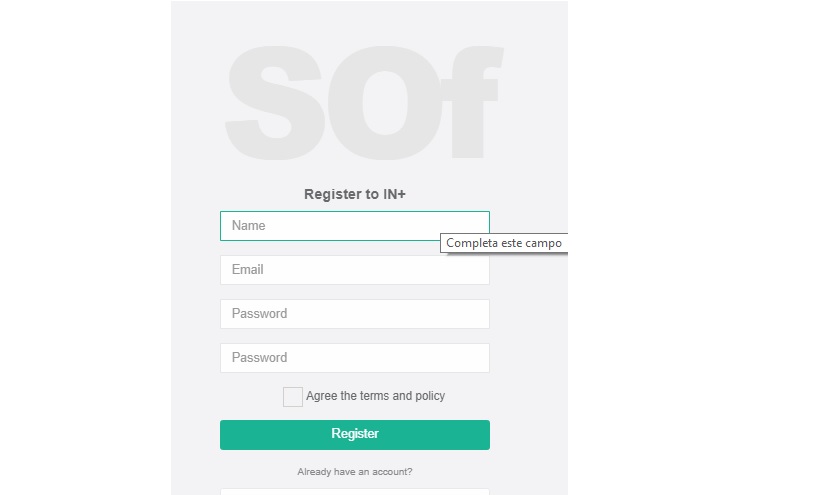 SOf
Register to IN+
Name
Completa este campo
Email
Password
Password
Agree the terms and policy
Register
Already have an account?